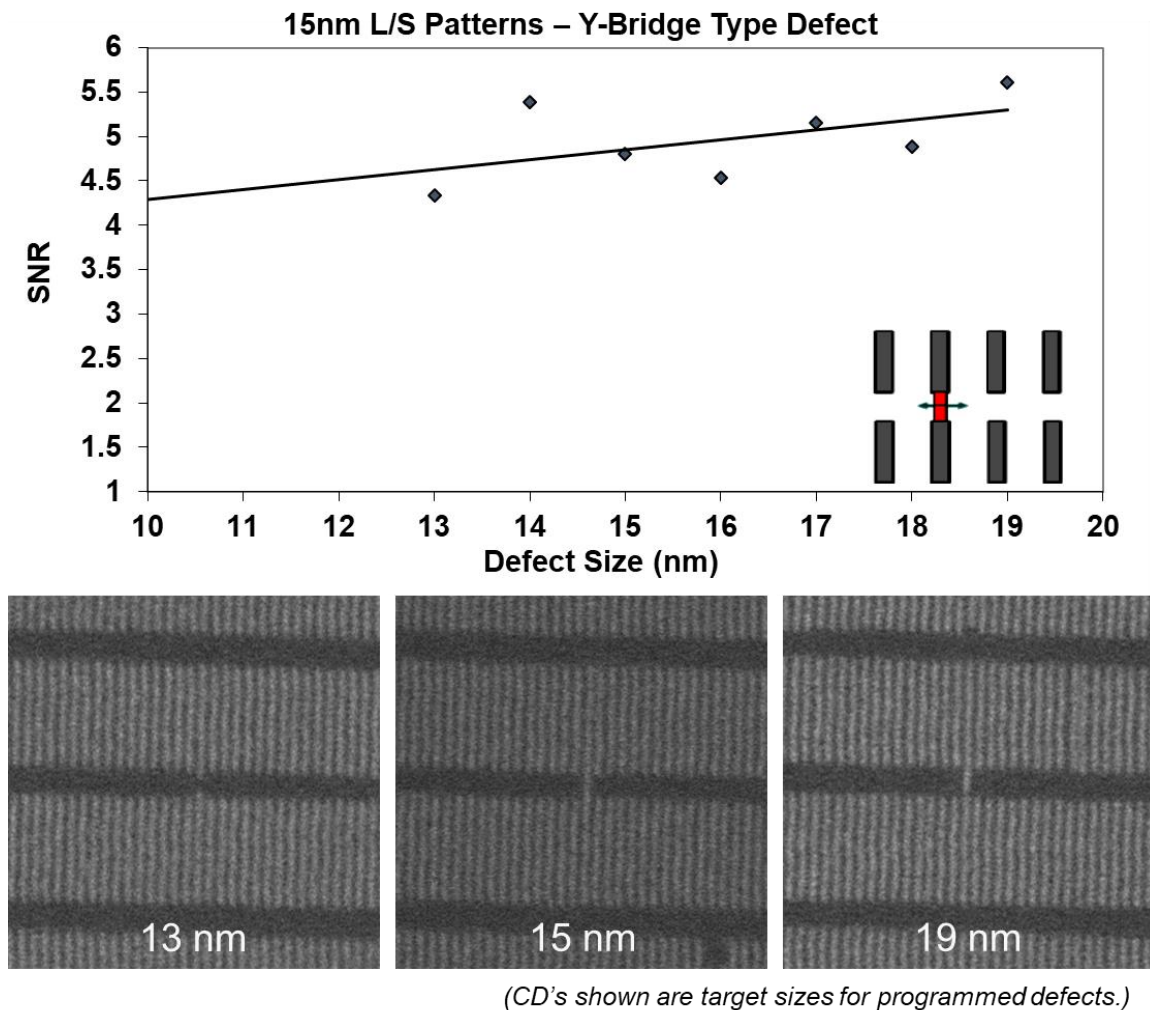 15nm L/S Patterns – Y-Bridge Type Defect
6
5.5
5
4.5
4
3.5
3
2.5
2
1.5
1
SNR
10 11 12 13 14 15 16 17 18 19 20
Defect Size (nm)
13 nm 15 nm 19 nm
(CD's shown are target sizes for programmed defects.)